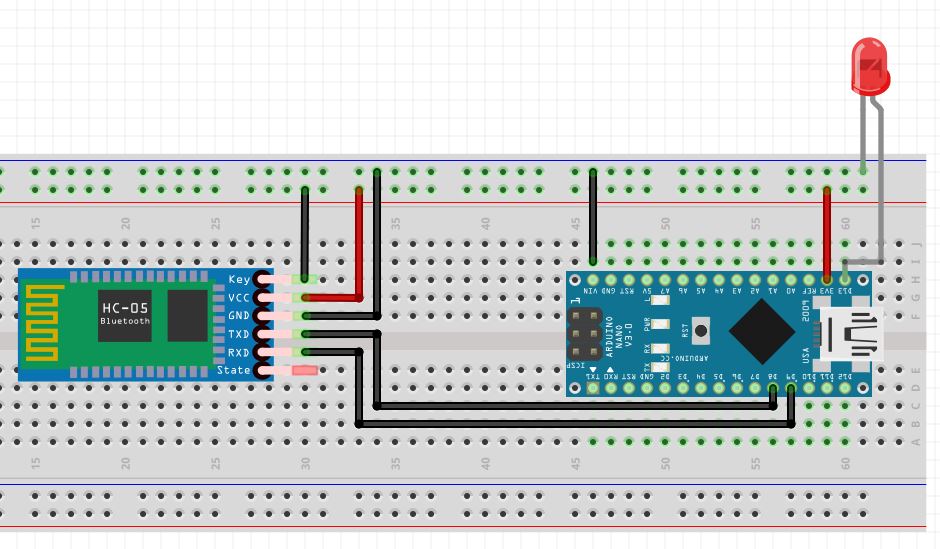 15 20 25 35 40 45 50 55 60
J
I
H
G
F
E
D
C
B
A
Key
VCC
GND
TXD
RXD
State
HC-05
Bluetooth
VIN GND RST 5V A7 A6 A5 A4 A3 A2 A1 A0 REF 3V3 D13
1
L
PWR
RX
TX
RST
ARDUINO
NANO
V3.0
ICSP
ARDUINO.CC
2009
USA
TX1 RX0 RST GND D2 D3 D4 D5 D6 D7 D8 D9 D10 D11 D12
15 20 25 30 35 40 45 50 55 60